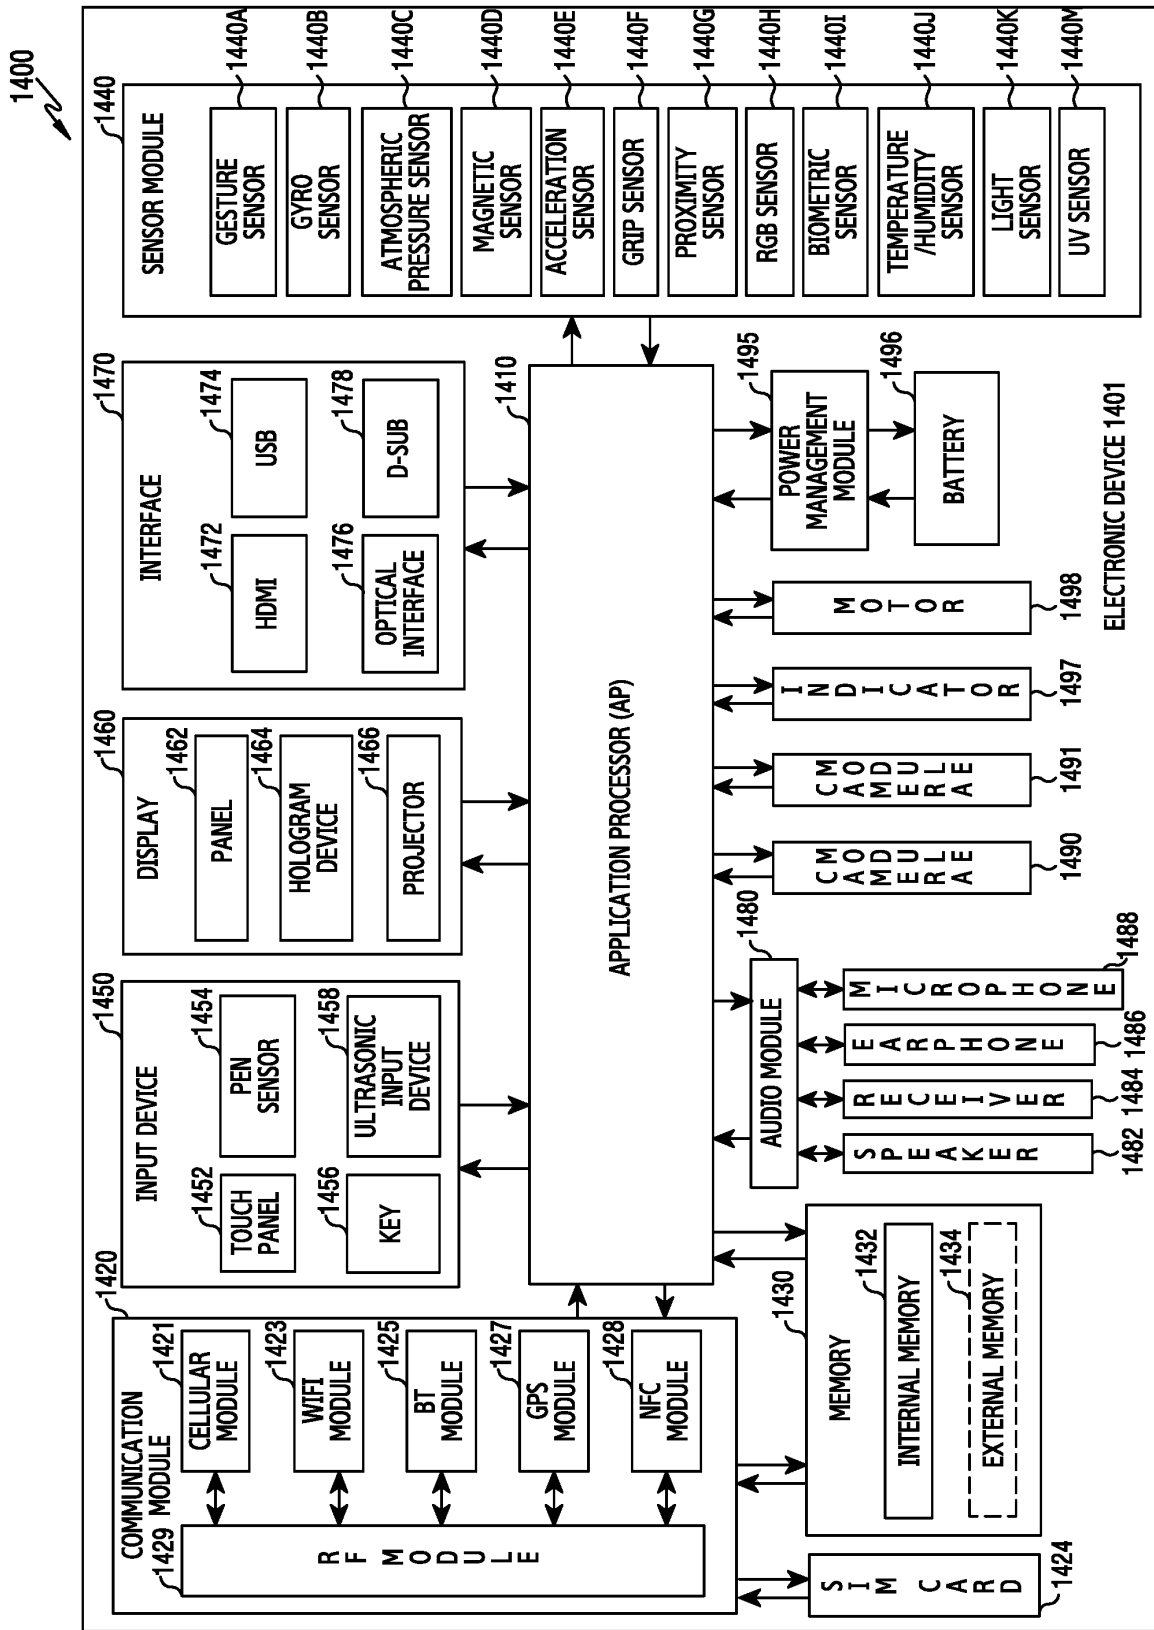 1400
COMMUNICATION
MODULE
1420
1429
RF MODULE
1421
CELLULAR
MODULE
1423
WIFI
MODULE
1425
BT
MODULE
1427
GPS
MODULE
1428
NFC
MODULE
INPUT DEVICE
1450
1452
TOUCH
PANEL
1454
PEN
SENSOR
1456
KEY
1458
ULTRASONIC
INPUT
DEVICE
DISPLAY
1460
1462
PANEL
1464
HOLOGRAM
DEVICE
1466
PROJECTOR
INTERFACE
1470
1472
HDMI
1474
USB
1476
OPTICAL
INTERFACE
1478
D-SUB
SENSOR MODULE
1440
GESTURE
SENSOR
1440A
GYRO
SENSOR
1440B
ATMOSPHERIC
PRESSURE SENSOR
1440C
MAGNETIC
SENSOR
1440D
ACCELERATION
SENSOR
1440E
GRIP SENSOR
1440F
PROXIMITY
SENSOR
1440G
RGB SENSOR
1440H
BIOMETRIC
SENSOR
1440I
TEMPERATURE
/HUMIDITY
SENSOR
1440J
LIGHT
SENSOR
1440K
UV SENSOR
1440M
APPLICATION PROCESSOR (AP)
1410
SIM CARD
1424
MEMORY
1430
INTERNAL MEMORY
1432
EXTERNAL MEMORY
1434
AUDIO MODULE
1480
SPEAKER
1482
RECEIVER
1484
EARPHONE
1486
MICROPHONE
1488
CAMERA
MODULE
1490
CAMERA
MODULE
1491
INDICATOR
1497
MOTOR
1498
POWER
MANAGEMENT
MODULE
1495
BATTERY
1496
ELECTRONIC DEVICE 1401